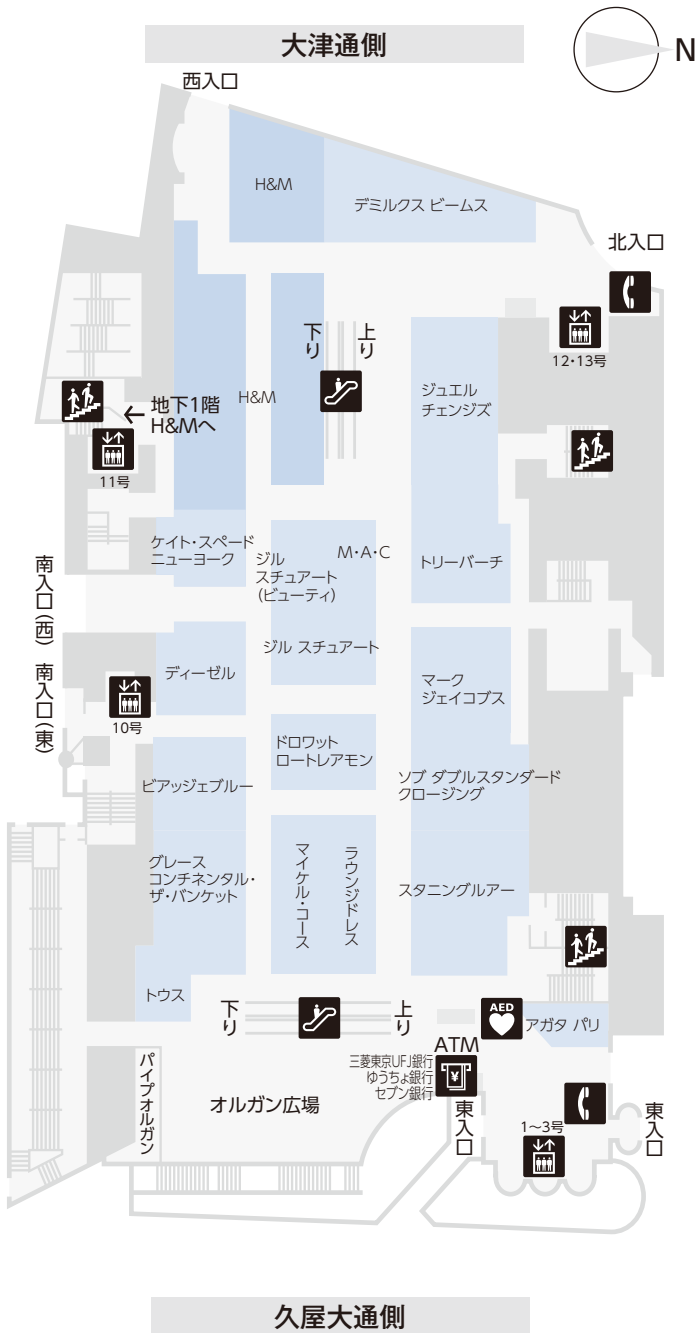 大津通側
N
西入口
H&M
デミルクス ビームス
北入口
下り
上り
12・13号
ジュエル
チェンジズ
H&M
地下1階
H&Mへ
11号
ケイト・スペード
ニューヨーク
ジル
スチュアート
(ビューティ)
M・A・C
トリーバーチ
南入口(西)
ジル スチュアート
ディーゼル
マーク
ジェイコブス
南入口(東)
10号
ドロワット
ロートレアモン
ビアッジェブルー
ソブ ダブルスタンダード
クロージング
グレース
コンチネンタル・
ザ・バンケット
マイケル・コース
ラウンジドレス
スタニングルアー
トウス
下り
上り
AED
アガタ パリ
ATM
三菱東京UFJ銀行
ゆうちょ銀行
セブン銀行
¥
パイプオルガン
オルガン広場
東入口
1〜3号
東入口
久屋大通側